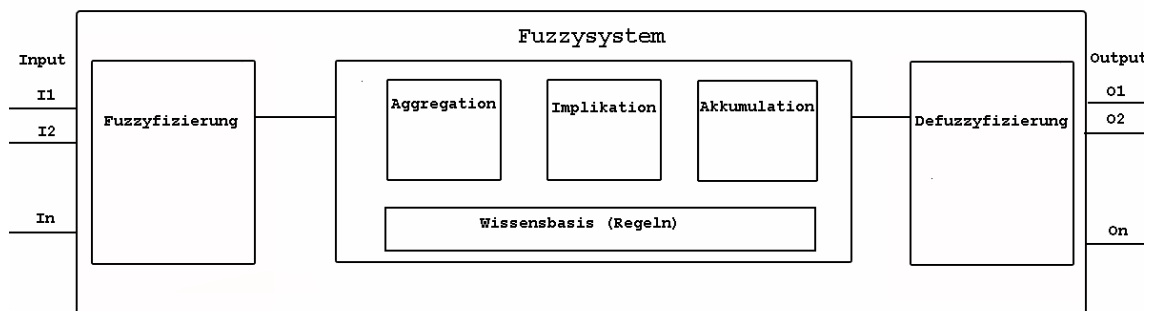 Fuzzysystem
Input
I1
I2
In
Fuzzyfizierung
Aggregation
Implikation
Akkumulation
Wissensbasis (Regeln)
Defuzzyfizierung
Output
O1
O2
On